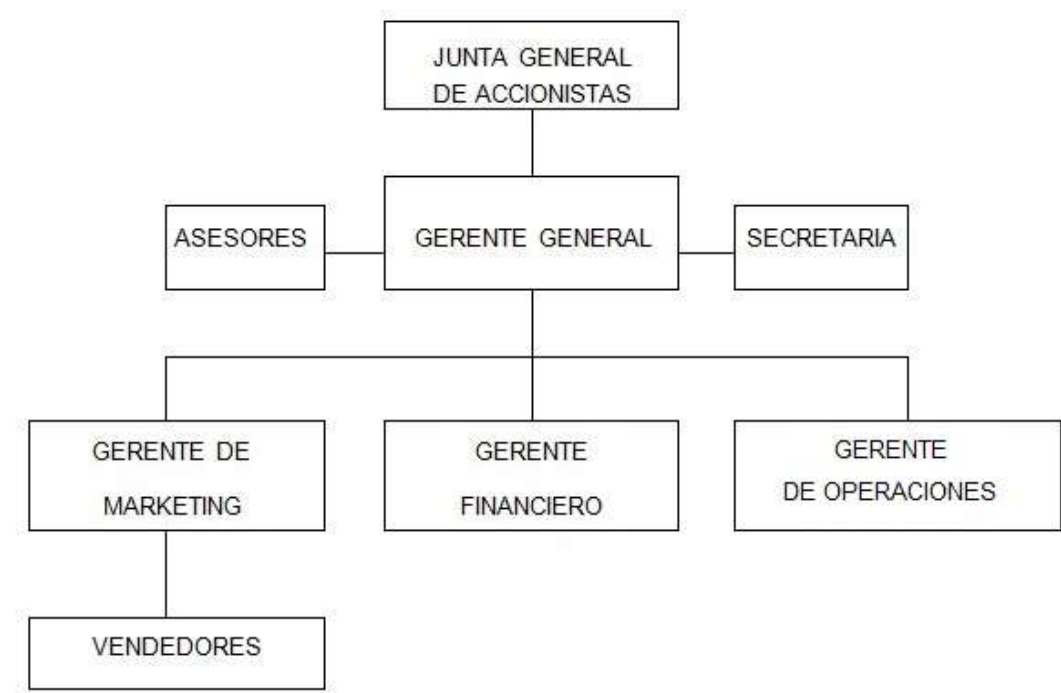 JUNTA GENERAL
DE ACCIONISTAS
ASESORES
GERENTE GENERAL
SECRETARIA
GERENTE DE
MARKETING
GERENTE
FINANCIERO
GERENTE
DE OPERACIONES
VENDEDORES